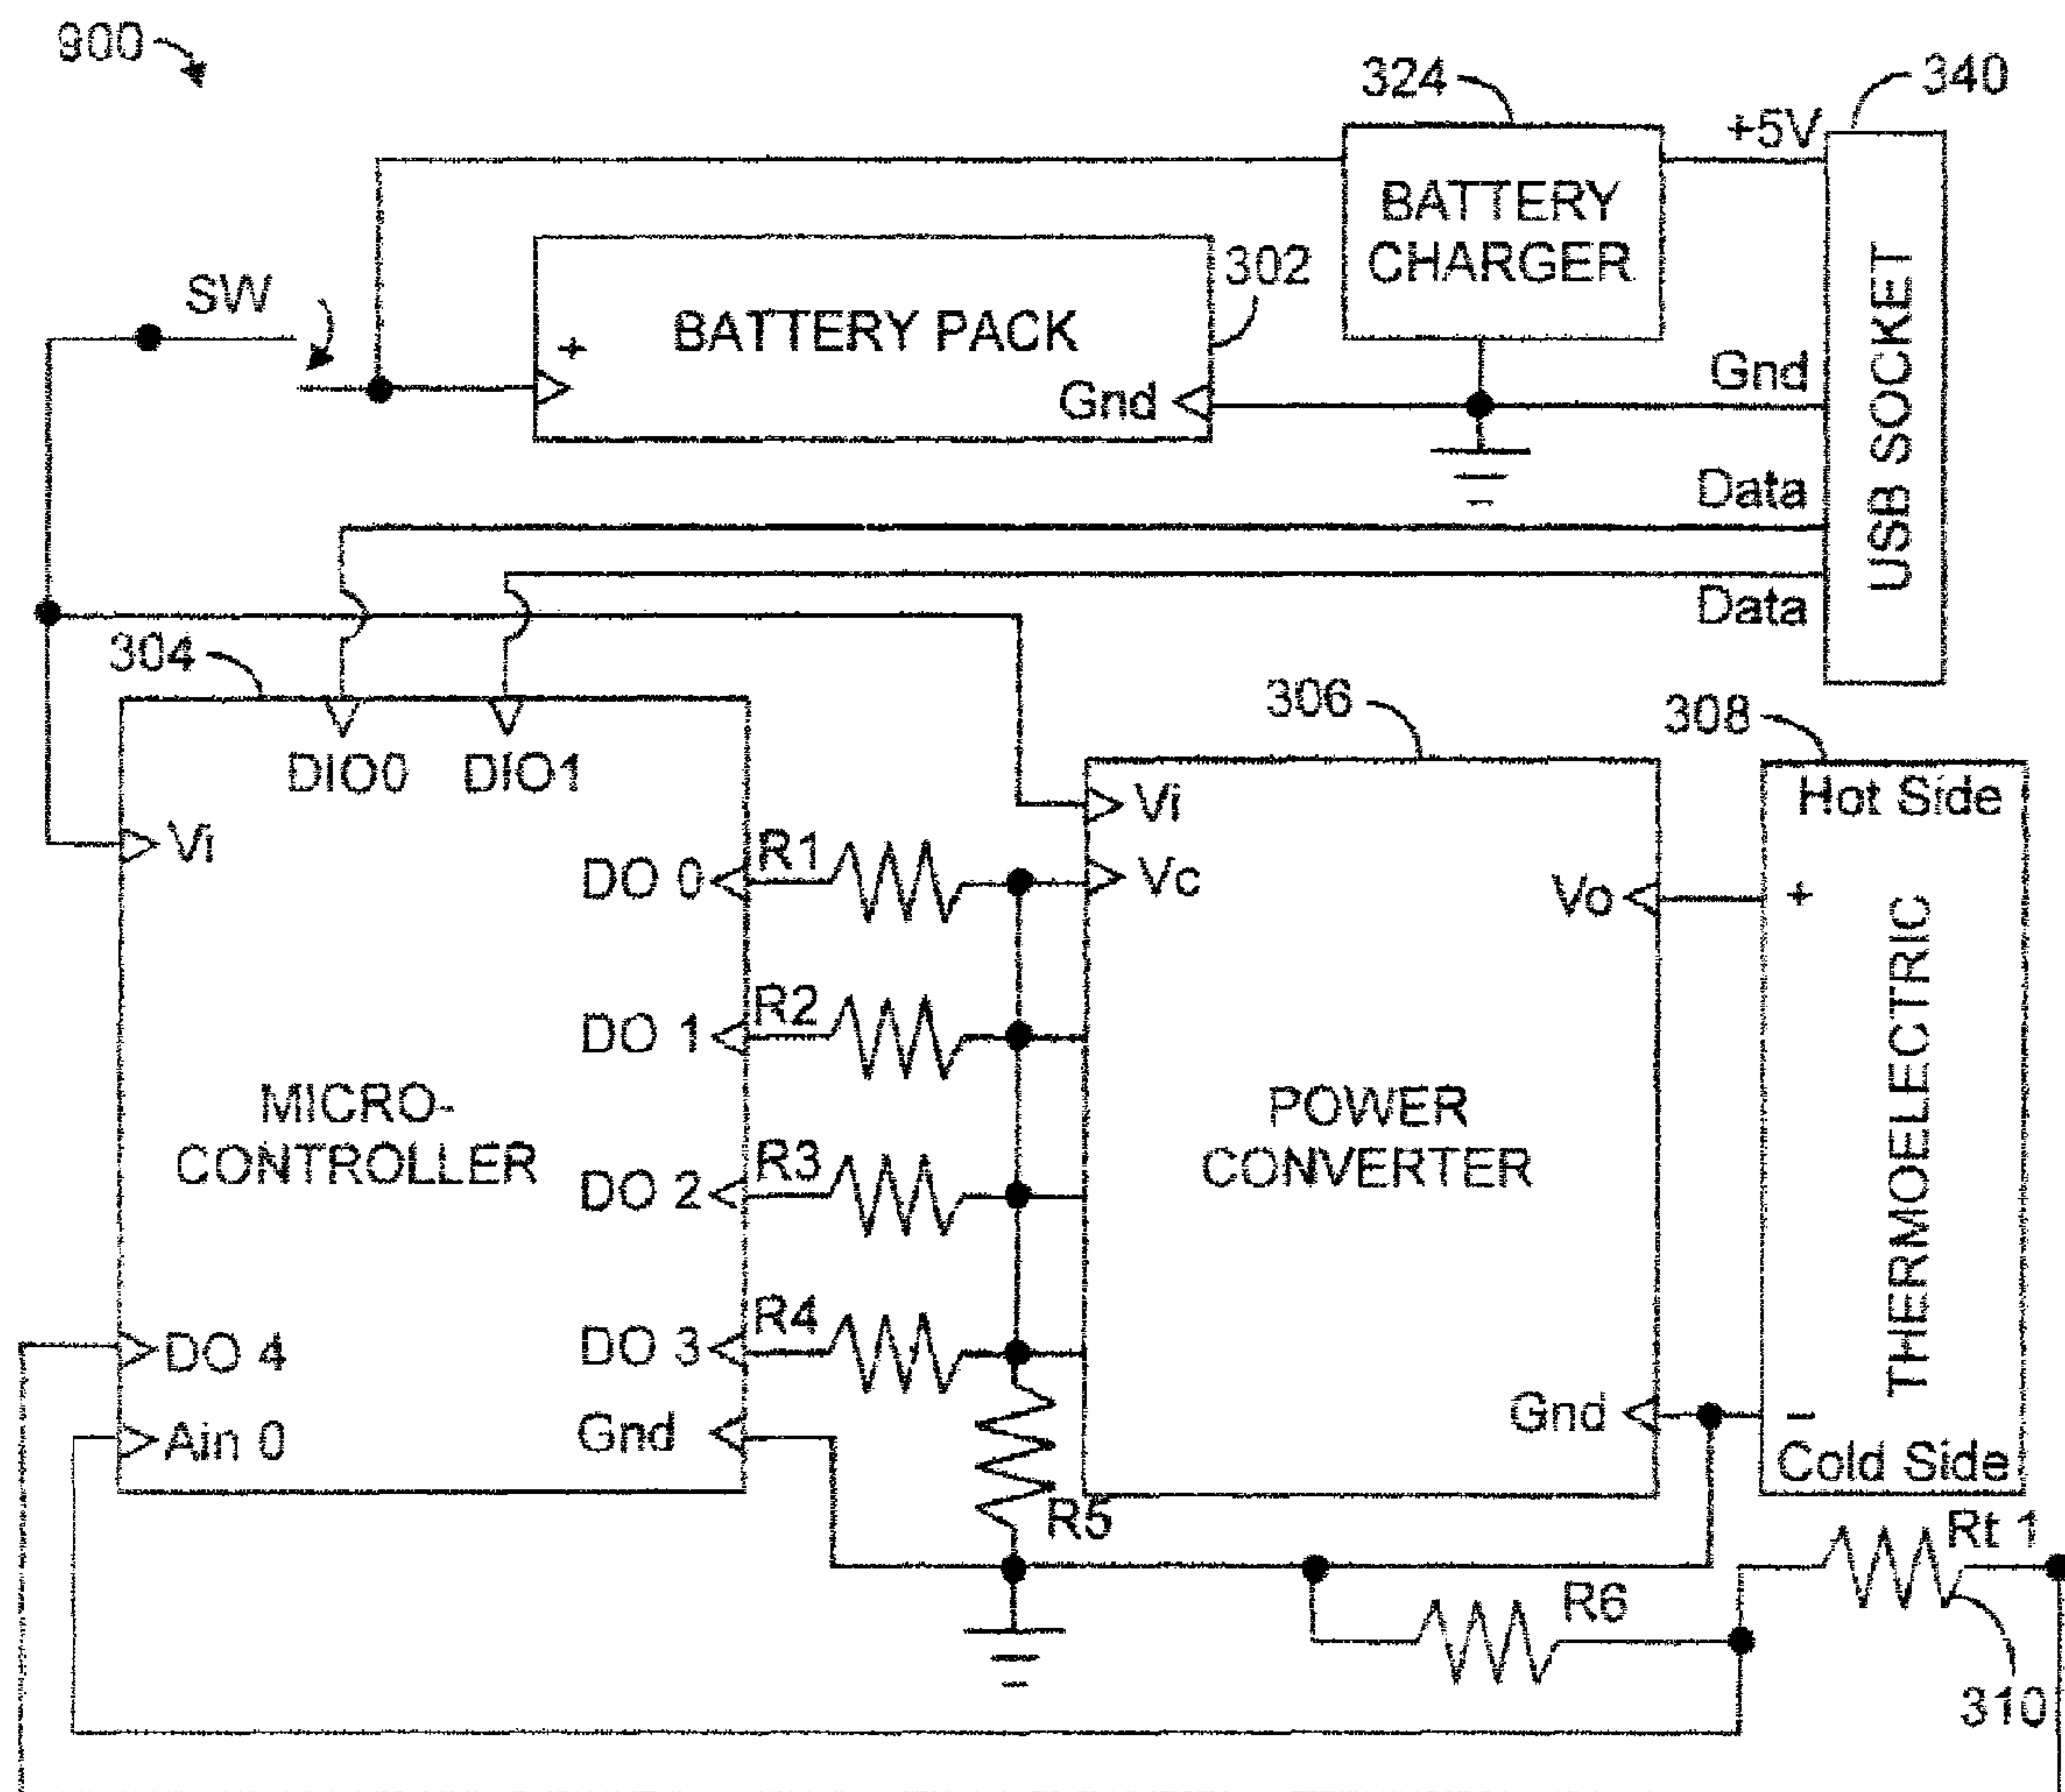 900
324
340
+5V
BATTERY
CHARGER
USB SOCKET
SW
+
BATTERY PACK
302
Gnd
Gnd
Data
Data
304
306
308
DIO0
DIO1
Vi
Vi
Hot Side
DO 0
R1
Vc
Vo
+
DO 1
R2
MICRO-
CONTROLLER
POWER
CONVERTER
THERMOELECTRIC
DO 2
R3
DO 4
DO 3
R4
Ain 0
Gnd
Gnd
–
Cold Side
R5
Rt 1
R6
310